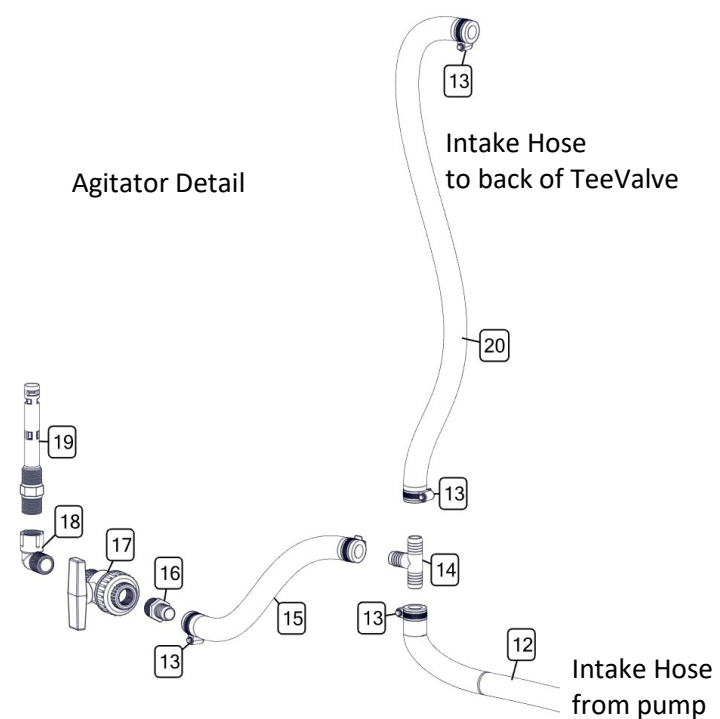 13
Intake Hose
to back of TeeValve
Agitator Detail
20
19
13
18
17
16
14
15
13
13
12
Intake Hose
from pump